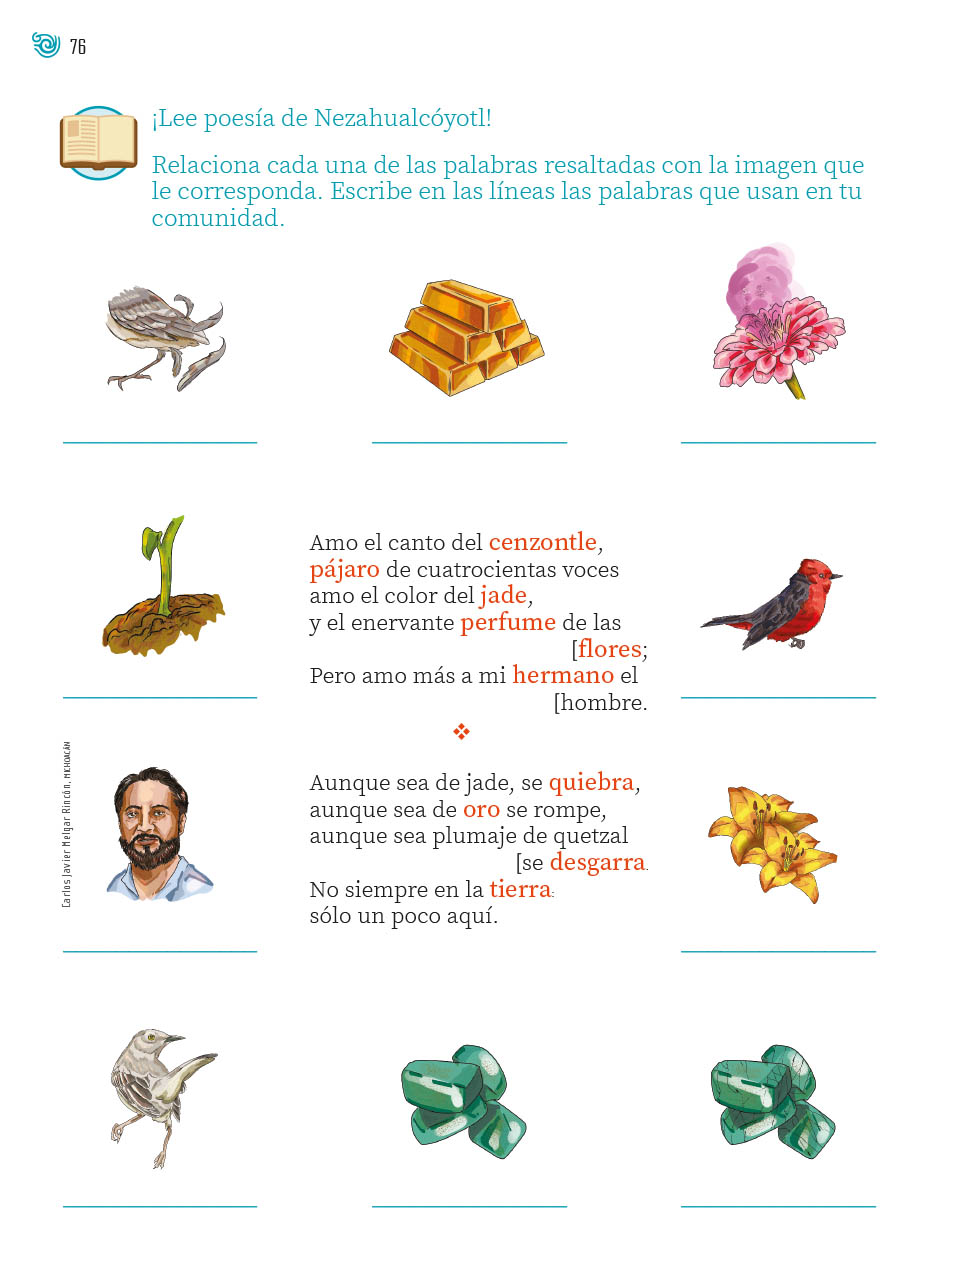 76
¡Lee poesía de Nezahualcóyotl!
Relaciona cada una de las palabras resaltadas con la imagen que
le corresponda. Escribe en las líneas las palabras que usan en tu
comunidad.
Amo el canto del cenzontle,
pájaro de cuatrocientas voces
amo el color del jade,
y el enervante perfume de las
[flores;
Pero amo más a mi hermano el
[hombre.
Aunque sea de jade, se quiebra,
aunque sea de oro se rompe,
aunque sea plumaje de quetzal
[se desgarra.
No siempre en la tierra:
sólo un poco aquí.
Carlos Javier Melgar Rincón, MICHOACÁN